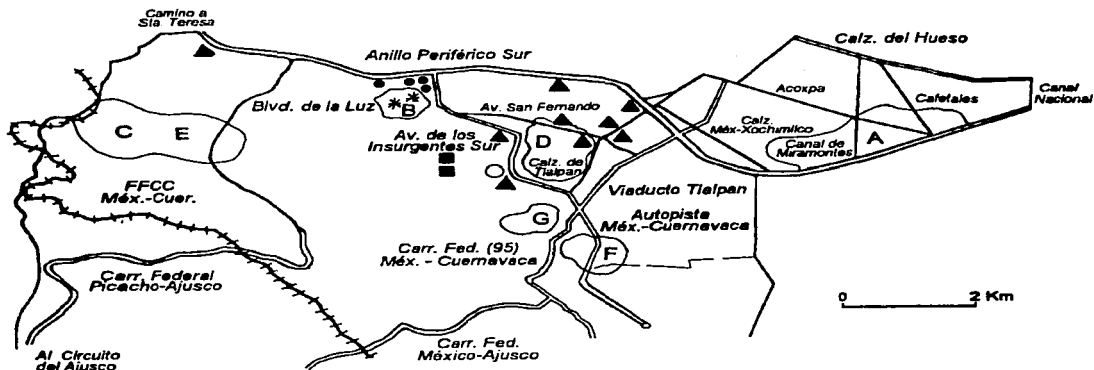 Camino a
Sta Teresa
Anillo Periférico Sur
Calz. del Hueso
Blvd. de la Luz
B
Av. San Fernando
Acoxpa
Cafetales
Canal
Nacional
C
E
Av. de los
Insurgentes Sur
D
Calz. de
Tlalpan
Calz.
Méx-Xochimilco
Canal de
Miramontes
A
FFCC
Méx.-Cuer.
Viaducto Tlalpan
Autopista
Méx.-Cuernavaca
G
F
Carr. Fed. (95)
Méx. - Cuernavaca
Carr. Federal
Picacho-Ajusco
0
2 Km
Al Circuito
del Ajusco
Carr. Fed.
México-Ajusco